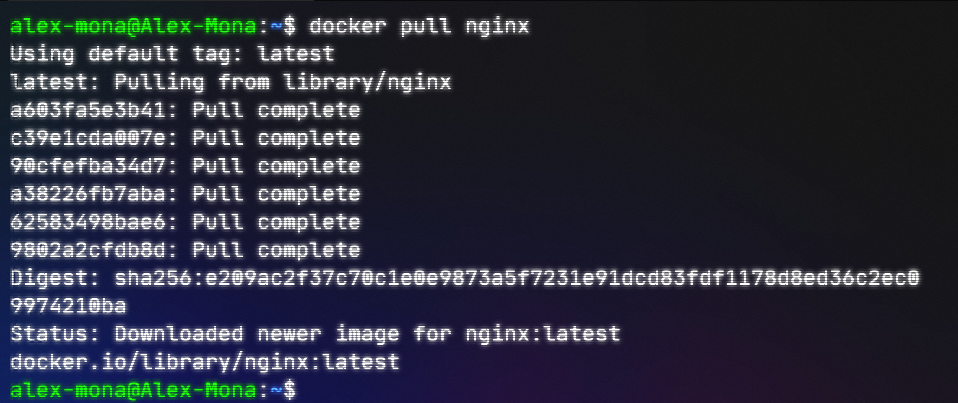 alex-mona@Alex-Mona:~$ docker pull nginx
Using default tag: latest
latest: Pulling from library/nginx
a603fa5e3b41: Pull complete
c39e1cda007e: Pull complete
90cfefba34d7: Pull complete
a38226fb7aba: Pull complete
62583498bae6: Pull complete
9802a2cfdb8d: Pull complete
Digest: sha256:e209ac2f37c70c1e0e9873a5f7231e91dcd83fdf1178d8ed36c2ec0
9974210ba
Status: Downloaded newer image for nginx:latest
docker.io/library/nginx:latest
alex-mona@Alex-Mona:~$